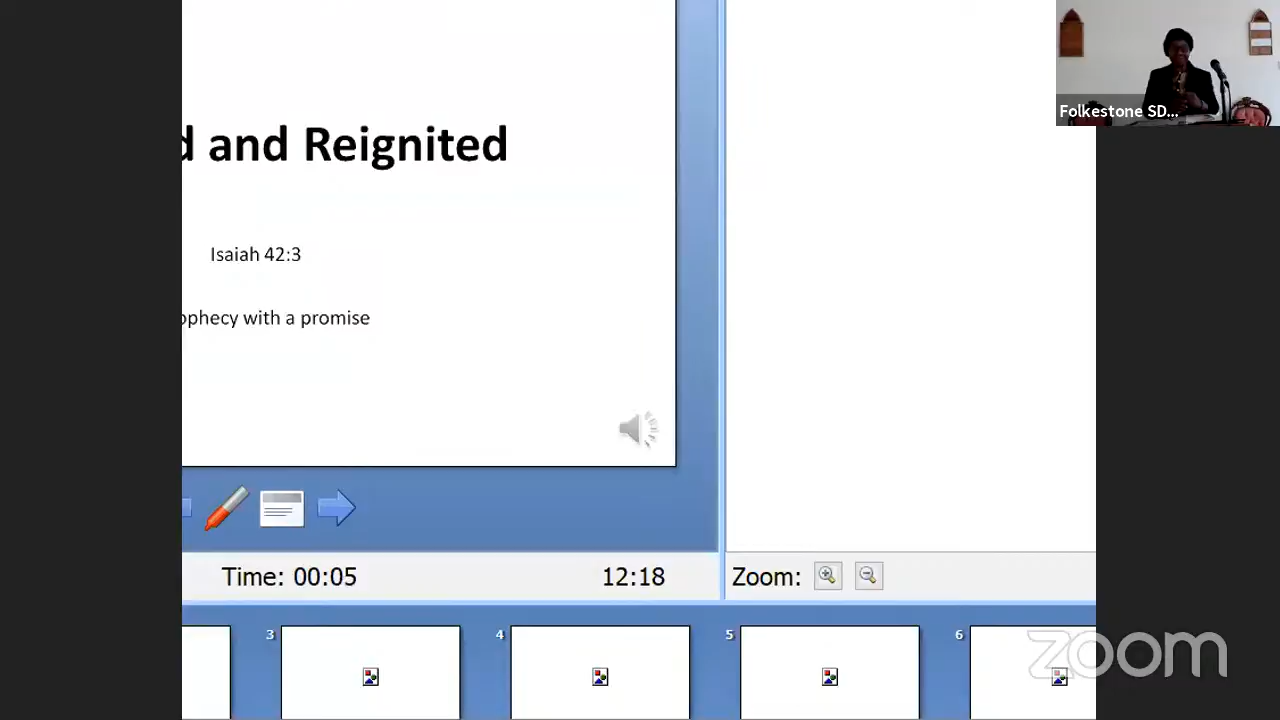 d and Reignited
Isaiah 42:3
ophecy with a promise
Folkestone SD...
Time: 00:05
12:18
Zoom:
3
4
5
6
zoom